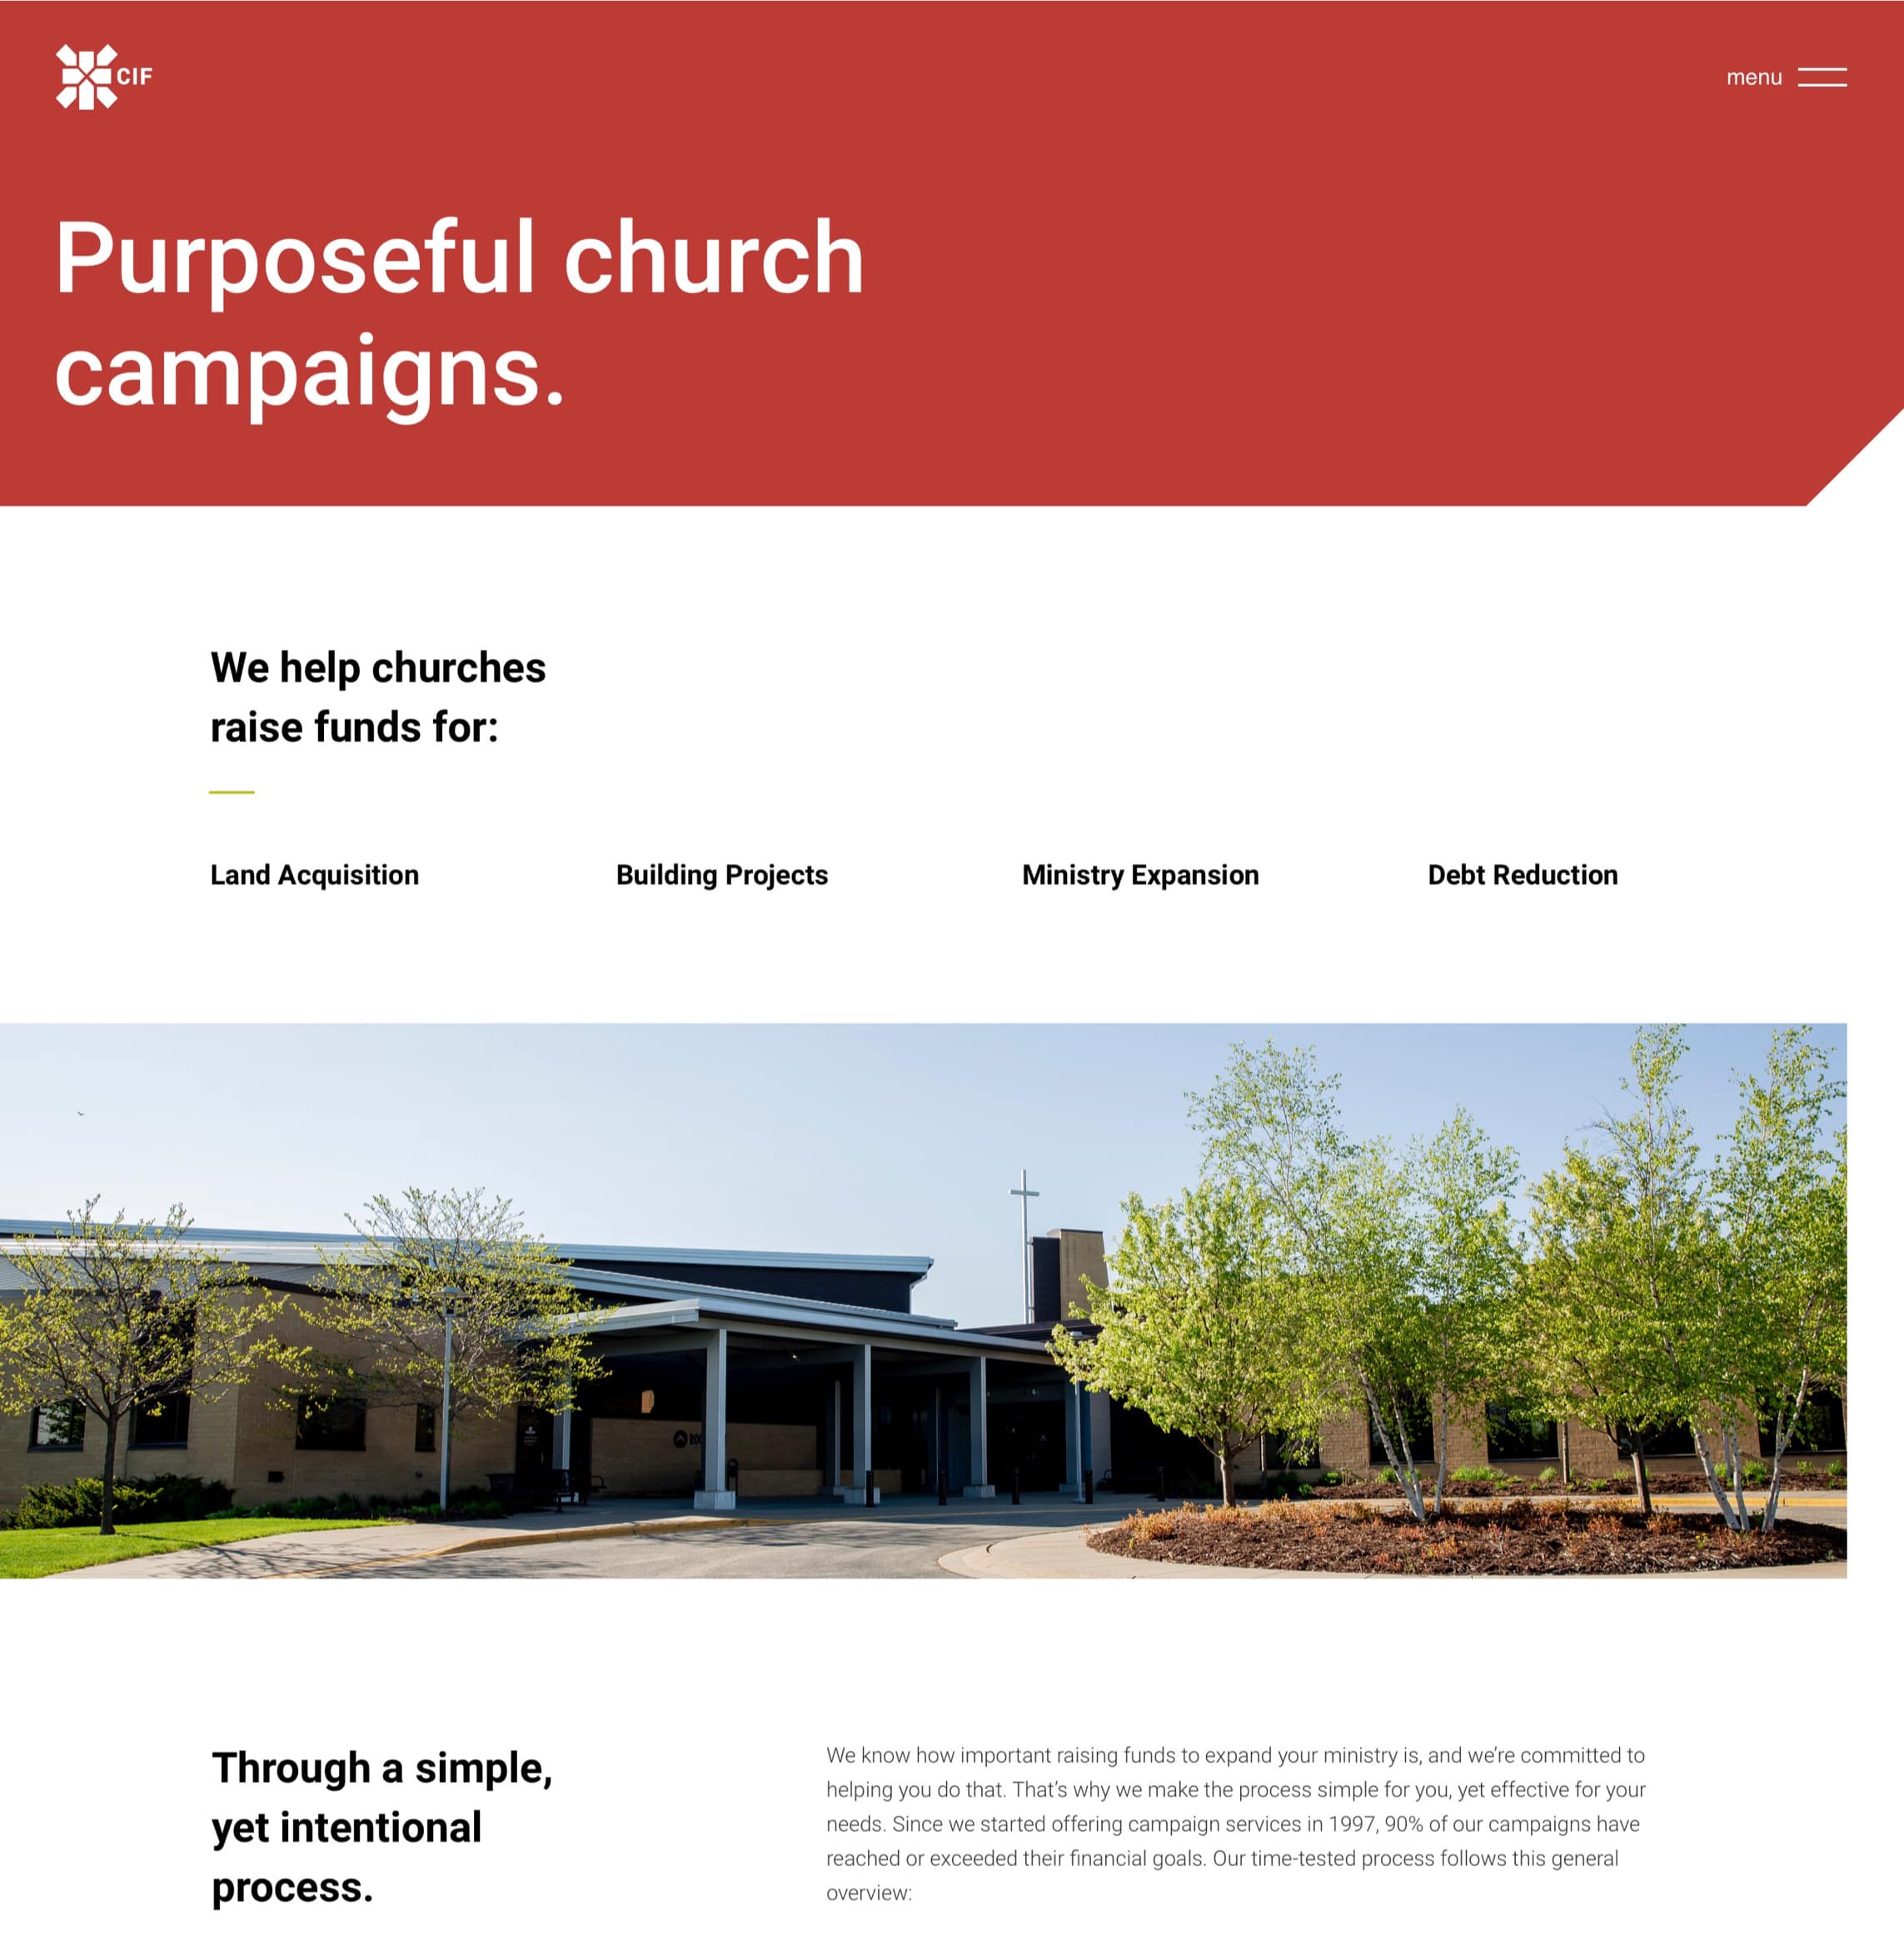 CIF
menu
Purposeful church
campaigns.
We help churches
raise funds for:
Land Acquisition
Building Projects
Ministry Expansion
Debt Reduction
Through a simple,
yet intentional
process.
We know how important raising funds to expand your ministry is, and we’re committed to
helping you do that. That’s why we make the process simple for you, yet effective for your
needs. Since we started offering campaign services in 1997, 90% of our campaigns have
reached or exceeded their financial goals. Our time-tested process follows this general
overview: